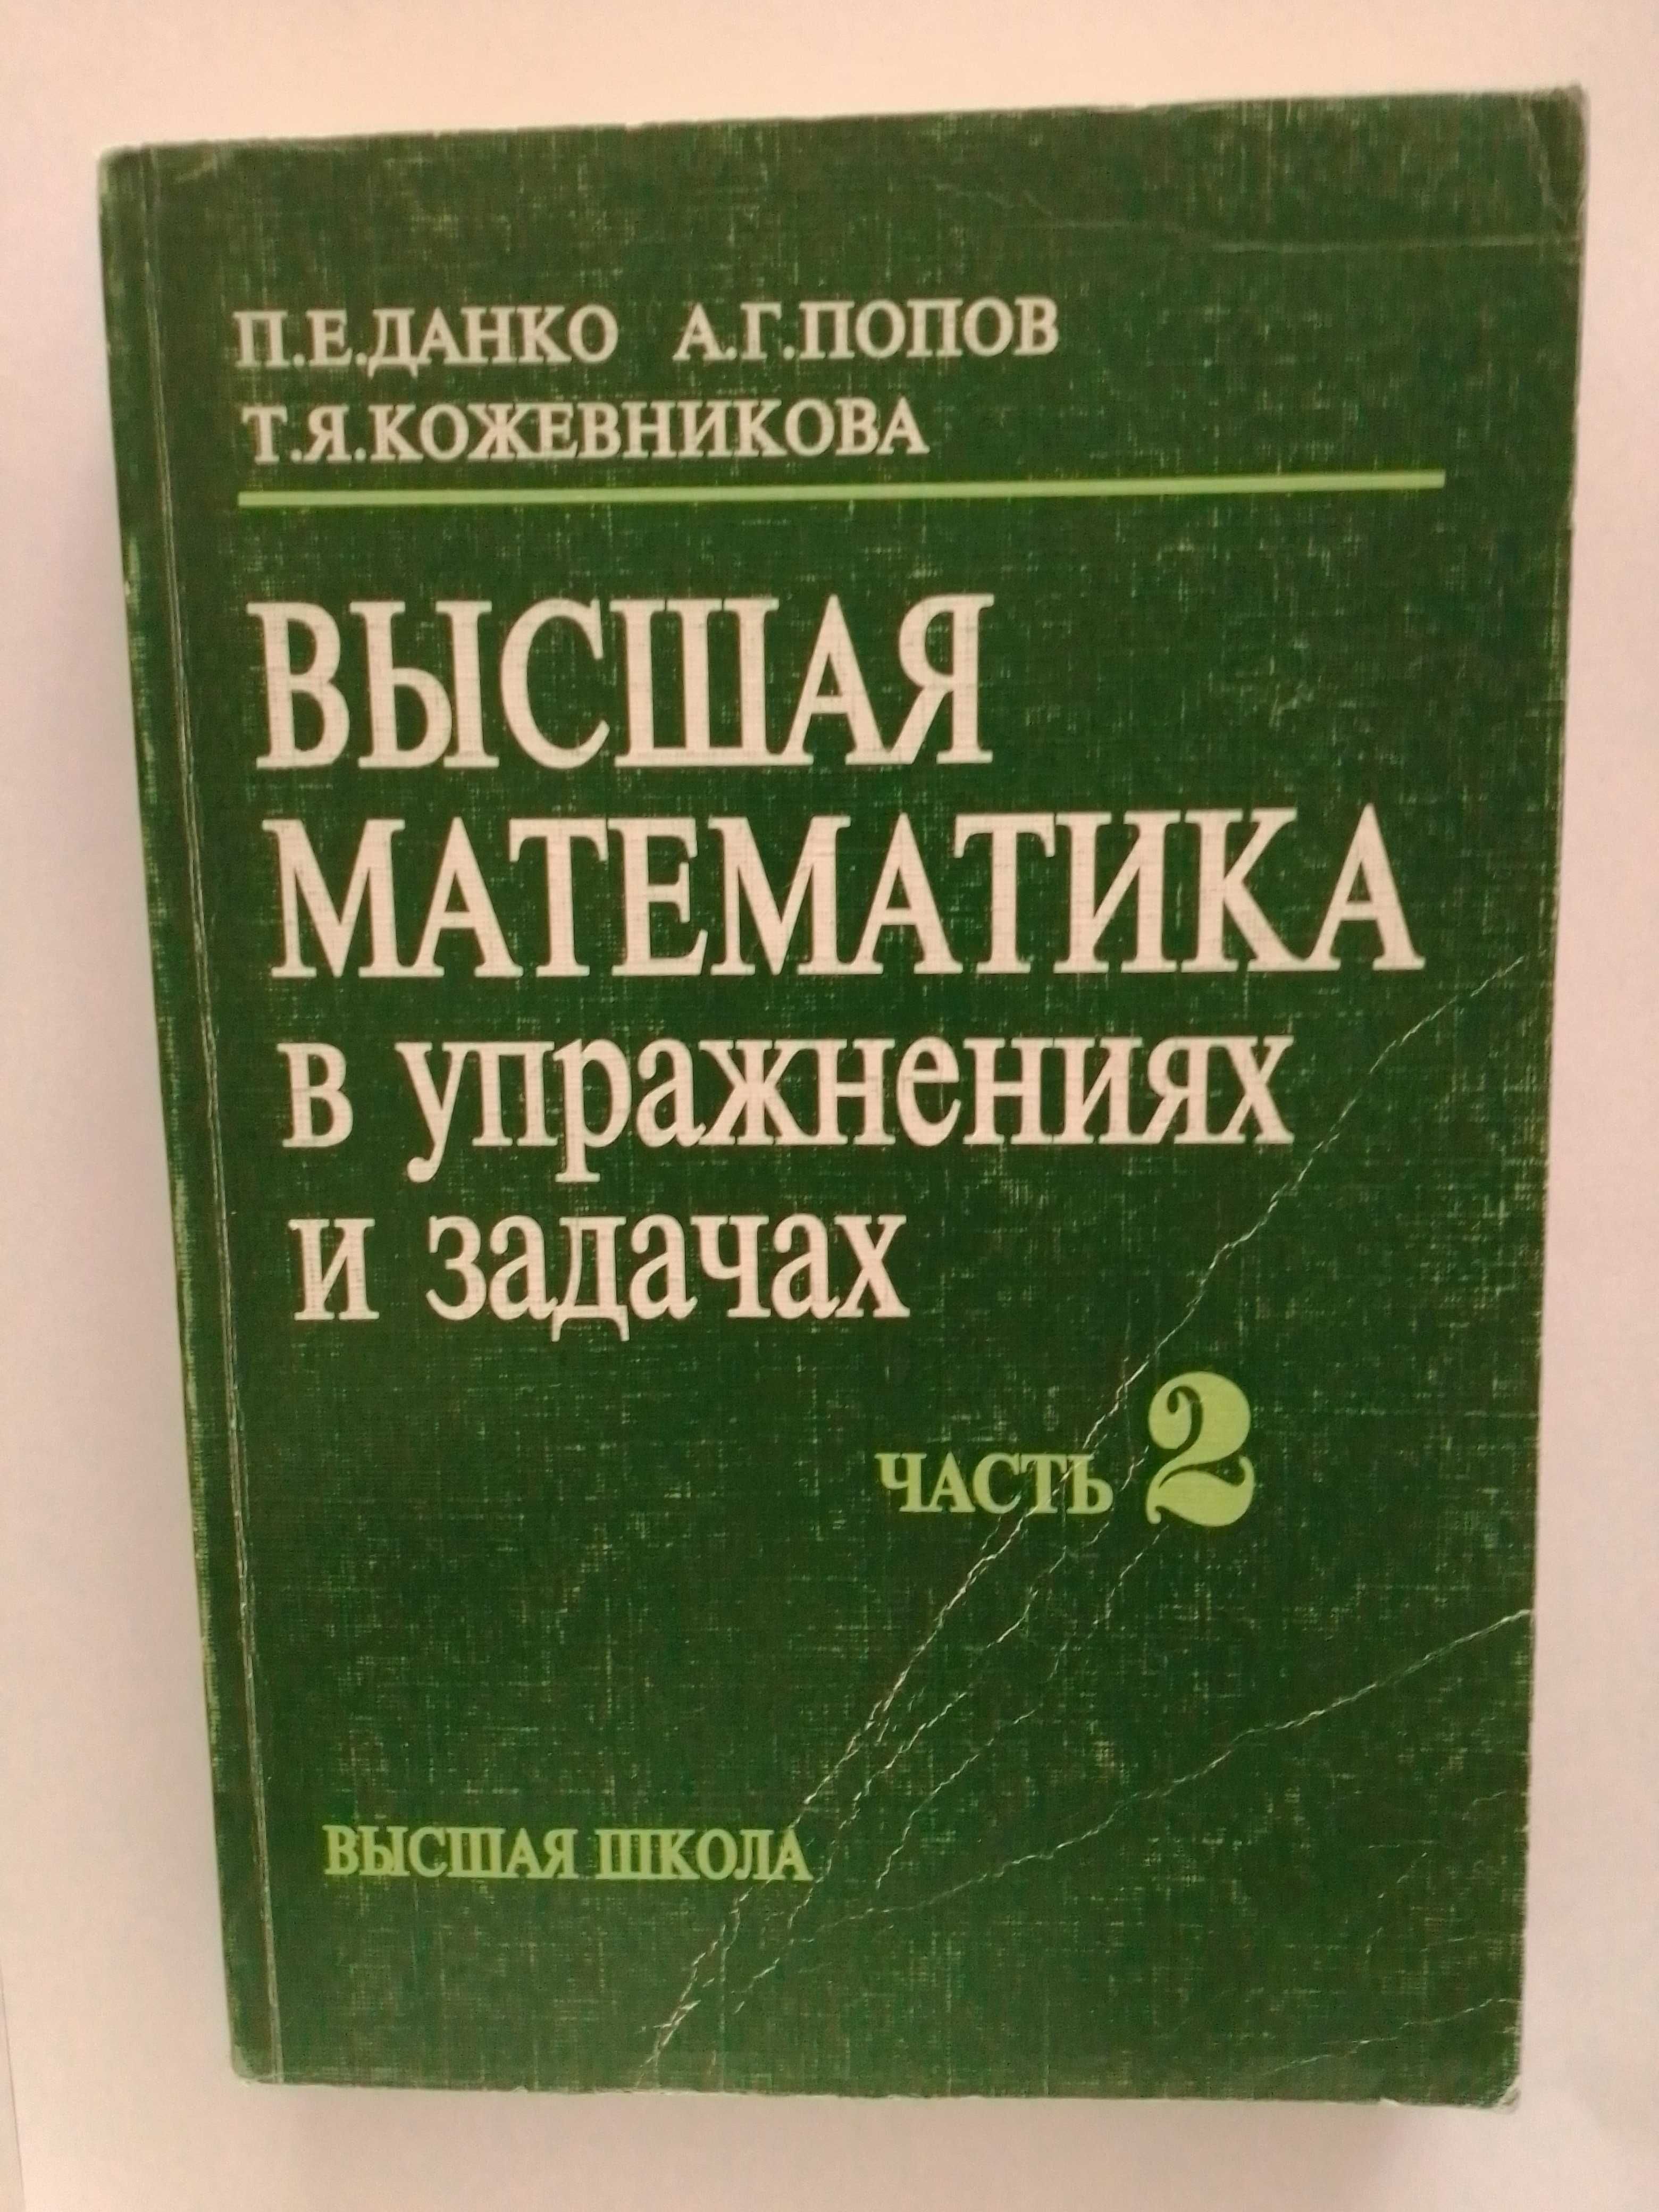 П.Е.ДАНКО А.Г.ПОПОВ
Т.Я.КОЖЕВНИКОВА
ВЫСШАЯ
МАТЕМАТИКА
в упражнениях
и задачах
ЧАСТЬ 2
ВЫСШАЯ ШКОЛА